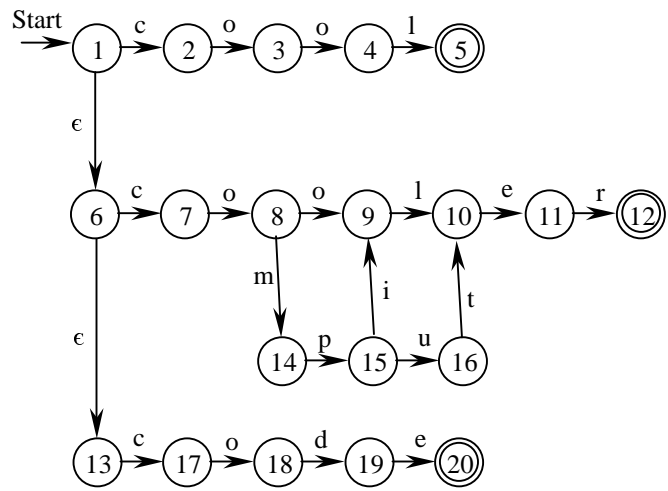 Start
c o o l
1 2 3 4 5
ϵ
c o o l e r
6 7 8 9 10 11 12
m i t
ϵ p u
14 15 16
c o d e
13 17 18 19 20